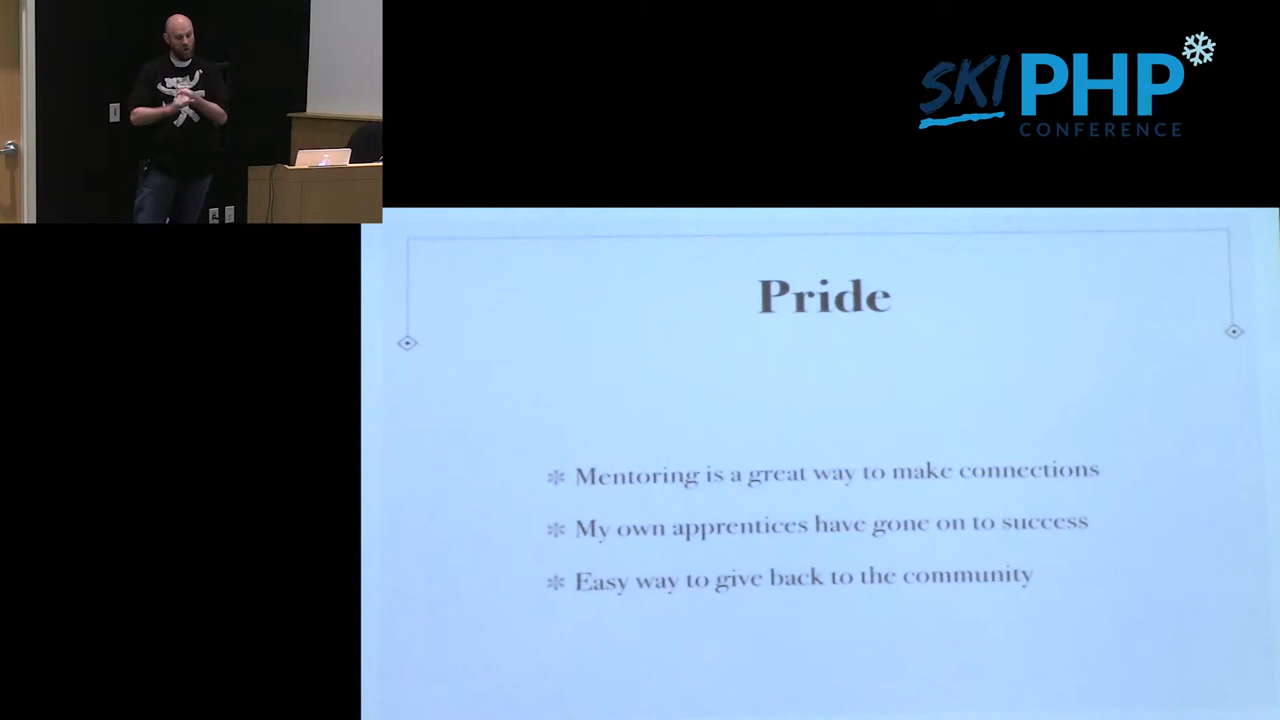 SKI PHP
CONFERENCE
Pride
Mentoring is a great way to make connections
My own apprentices have gone on to success
Easy way to give back to the community